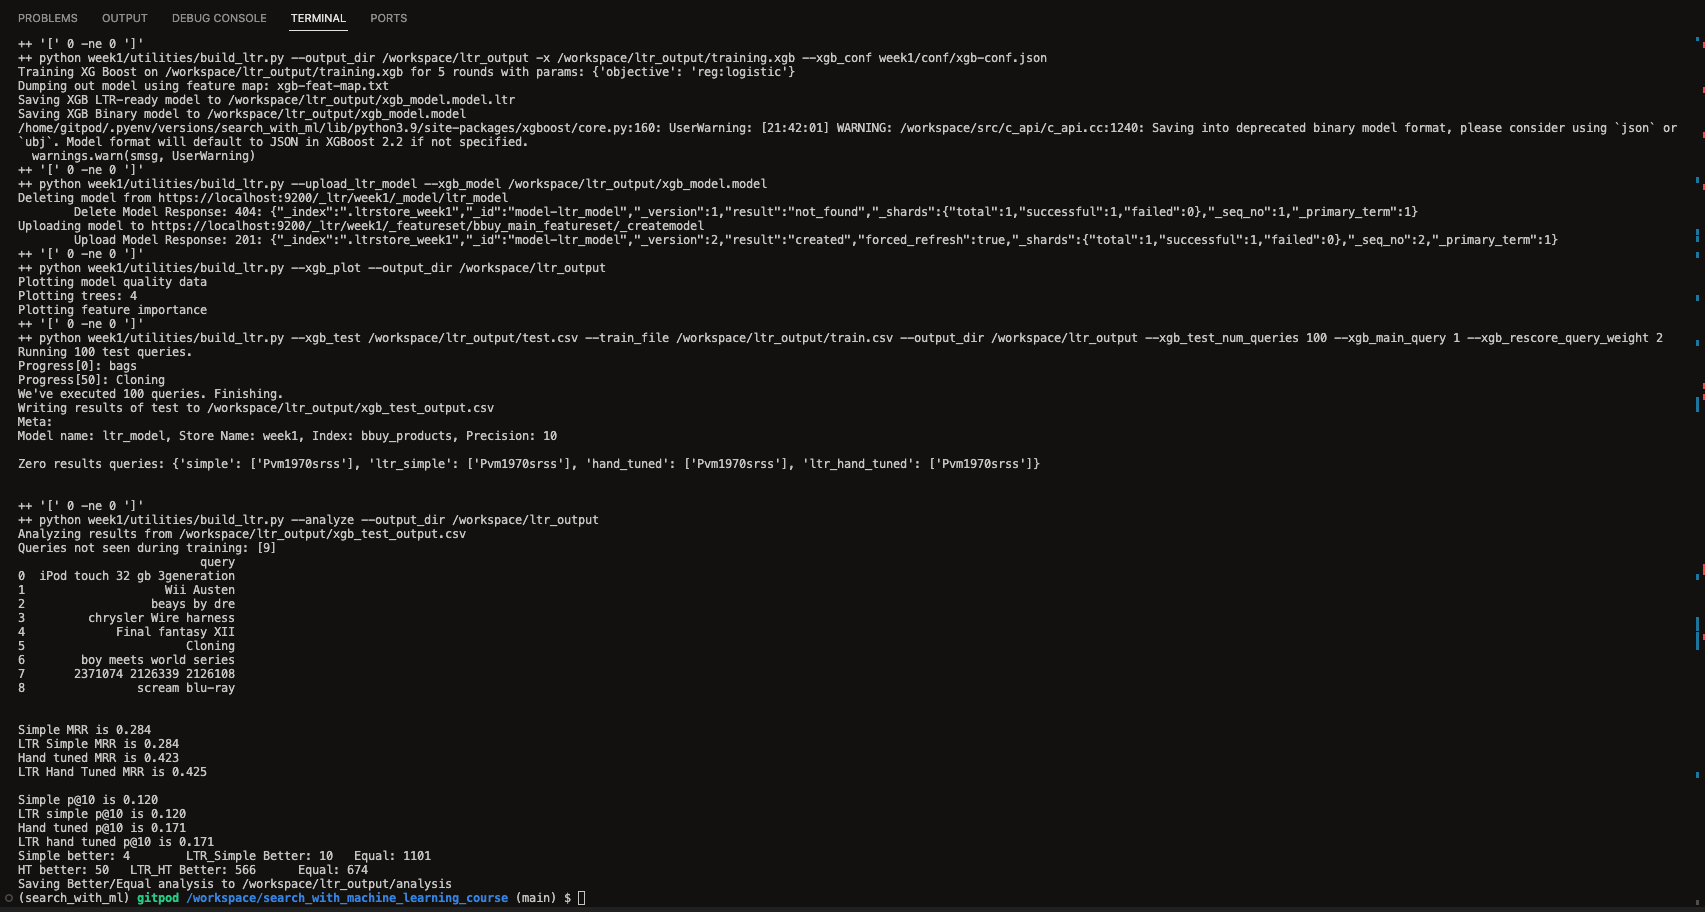 PROBLEMS OUTPUT DEBUG CONSOLE TERMINAL PORTS
++ '[' 0 -ne 0 ']'
++ python week1/utilities/build_ltr.py --output_dir /workspace/ltr_output -x /workspace/ltr_output/training.xgb --xgb_conf week1/conf/xgb-conf.json
Training XG Boost on /workspace/ltr_output/training.xgb for 5 rounds with params: {'objective': 'reg:logistic'}
Dumping out model using feature map: xgb-feat-map.txt
Saving XGB LTR-ready model to /workspace/ltr_output/xgb_model.model.ltr
Saving XGB Binary model to /workspace/ltr_output/xgb_model.model
/home/gitpod/.pyenv/versions/search_with_ml/lib/python3.9/site-packages/xgboost/core.py:160: UserWarning: [21:42:01] WARNING: /workspace/src/c_api/c_api.cc:1240: Saving into deprecated binary model format, please consider using `json` or
`ubj`. Model format will default to JSON in XGBoost 2.2 if not specified.
  warnings.warn(smsg, UserWarning)
++ '[' 0 -ne 0 ']'
++ python week1/utilities/build_ltr.py --upload_ltr_model --xgb_model /workspace/ltr_output/xgb_model.model
Deleting model from https://localhost:9200/_ltr/week1/_model/ltr_model
        Delete Model Response: 404: {"_index":".ltrstore_week1","_id":"model-ltr_model","_version":1,"result":"not_found","_shards":{"total":1,"successful":1,"failed":0},"_seq_no":1,"_primary_term":1}
Uploading model to https://localhost:9200/_ltr/week1/_featureset/bbuy_main_featureset/_createmodel
        Upload Model Response: 201: {"_index":".ltrstore_week1","_id":"model-ltr_model","_version":2,"result":"created","forced_refresh":true,"_shards":{"total":1,"successful":1,"failed":0},"_seq_no":2,"_primary_term":1}
++ '[' 0 -ne 0 ']'
++ python week1/utilities/build_ltr.py --xgb_plot --output_dir /workspace/ltr_output
Plotting model quality data
Plotting trees: 4
Plotting feature importance
++ '[' 0 -ne 0 ']'
++ python week1/utilities/build_ltr.py --xgb_test /workspace/ltr_output/test.csv --train_file /workspace/ltr_output/train.csv --output_dir /workspace/ltr_output --xgb_test_num_queries 100 --xgb_main_query 1 --xgb_rescore_query_weight 2
Running 100 test queries.
Progress[0]: bags
Progress[50]: Cloning
We've executed 100 queries. Finishing.
Writing results of test to /workspace/ltr_output/xgb_test_output.csv
Meta:
Model name: ltr_model, Store Name: week1, Index: bbuy_products, Precision: 10
Zero results queries: {'simple': ['Pvm1970srss'], 'ltr_simple': ['Pvm1970srss'], 'hand_tuned': ['Pvm1970srss'], 'ltr_hand_tuned': ['Pvm1970srss']}
++ '[' 0 -ne 0 ']'
++ python week1/utilities/build_ltr.py --analyze --output_dir /workspace/ltr_output
Analyzing results from /workspace/ltr_output/xgb_test_output.csv
Queries not seen during training: [9]
                          query
0  iPod touch 32 gb 3generation
1                    Wii Austen
2                  beays by dre
3         chrysler Wire harness
4             Final fantasy XII
5                       Cloning
6        boy meets world series
7       2371074 2126339 2126108
8                scream blu-ray
Simple MRR is 0.284
LTR Simple MRR is 0.284
Hand tuned MRR is 0.423
LTR Hand Tuned MRR is 0.425
Simple p@10 is 0.120
LTR simple p@10 is 0.120
Hand tuned p@10 is 0.171
LTR hand tuned p@10 is 0.171
Simple better: 4        LTR_Simple Better: 10   Equal: 1101
HT better: 50   LTR_HT Better: 566      Equal: 674
Saving Better/Equal analysis to /workspace/ltr_output/analysis
(search_with_ml) gitpod /workspace/search_with_machine_learning_course (main) $